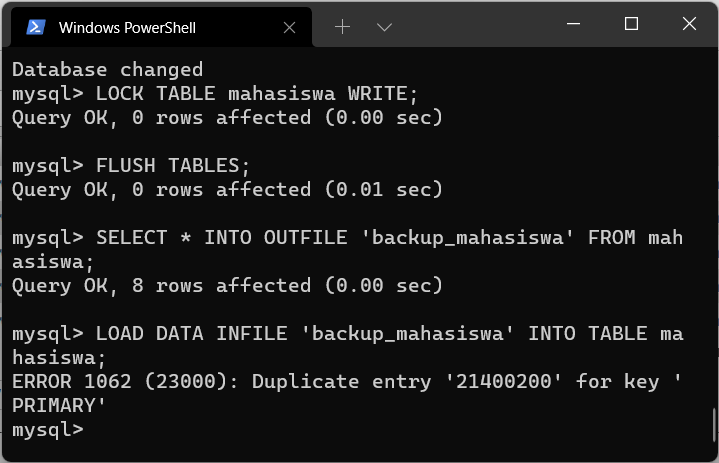 Windows PowerShell
Database changed
mysql> LOCK TABLE mahasiswa WRITE;
Query OK, 0 rows affected (0.00 sec)
mysql> FLUSH TABLES;
Query OK, 0 rows affected (0.01 sec)
mysql> SELECT * INTO OUTFILE 'backup_mahasiswa' FROM mah
asiswa;
Query OK, 8 rows affected (0.00 sec)
mysql> LOAD DATA INFILE 'backup_mahasiswa' INTO TABLE ma
hasiswa;
ERROR 1062 (23000): Duplicate entry '21400200' for key '
PRIMARY'
mysql>